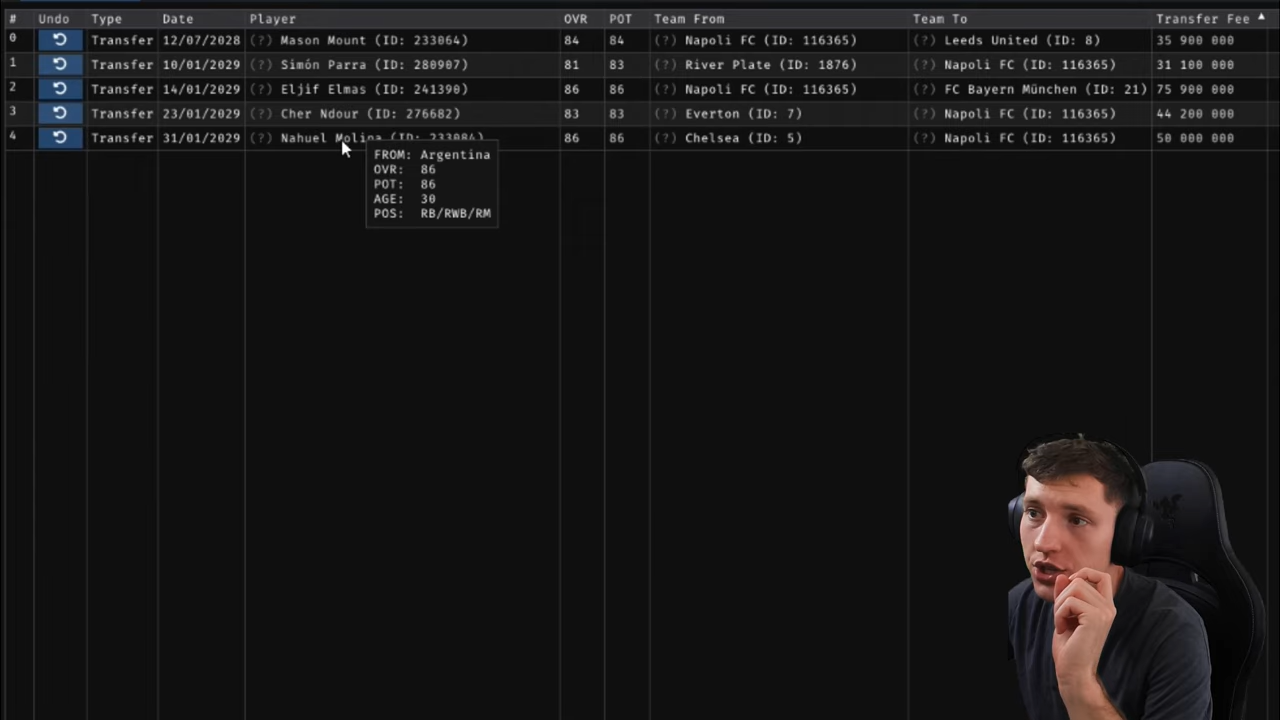 # Undo Type Date Player OVR POT Team From Team To Transfer Fee
0 Transfer 12/07/2028 (?) Mason Mount (ID: 233064) 84 84 (?) Napoli FC (ID: 116365) (?) Leeds United (ID: 8) 35 900 000
1 Transfer 10/01/2029 (?) Simón Parra (ID: 280907) 81 83 (?) River Plate (ID: 1876) (?) Napoli FC (ID: 116365) 31 100 000
2 Transfer 14/01/2029 (?) Eljif Elmas (ID: 241390) 86 86 (?) Napoli FC (ID: 116365) (?) FC Bayern München (ID: 21) 75 900 000
3 Transfer 23/01/2029 (?) Cher Ndour (ID: 276682) 83 83 (?) Everton (ID: 7) (?) Napoli FC (ID: 116365) 44 200 000
4 Transfer 31/01/2029 (?) Nahuel Molina (ID: 233084) 86 86 (?) Chelsea (ID: 5) (?) Napoli FC (ID: 116365) 50 000 000
FROM: Argentina
OVR: 86
POT: 86
AGE: 30
POS: RB/RWB/RM